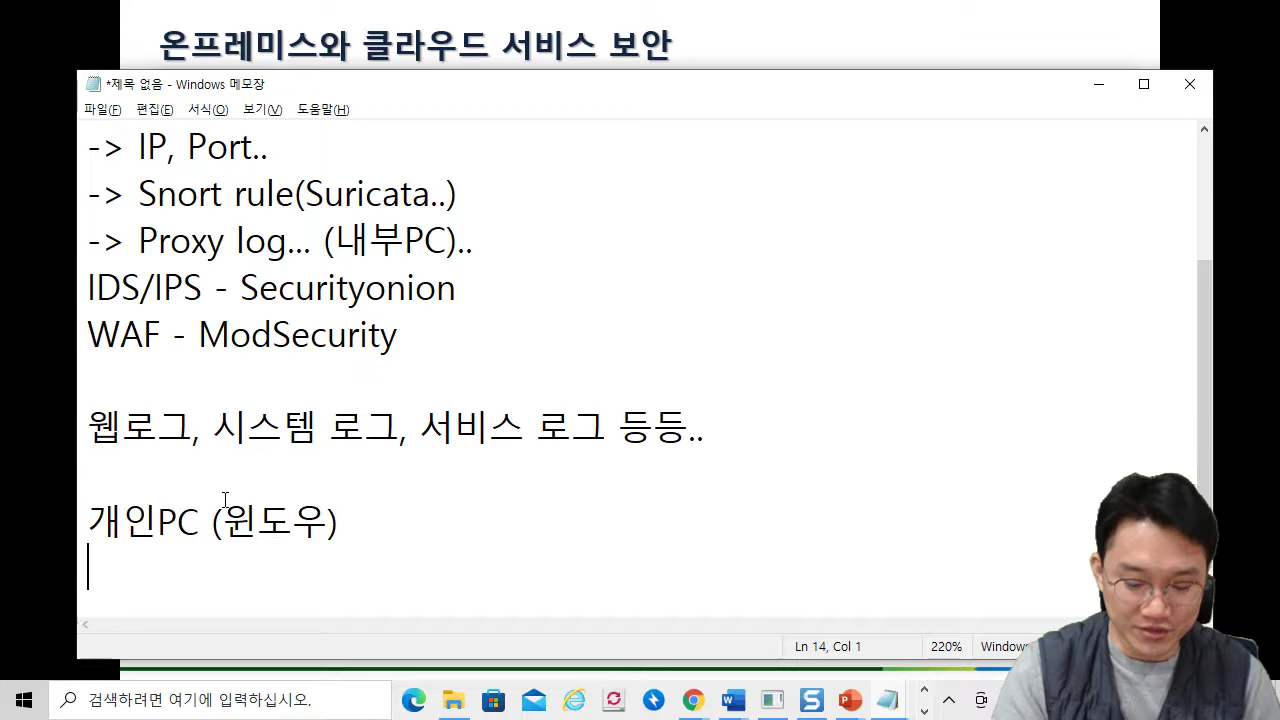 온프레미스와 클라우드 서비스 보안
*제목 없음 - Windows 메모장
파일(F) 편집(E) 서식(O) 보기(V) 도움말(H)
-> IP, Port..
-> Snort rule(Suricata..)
-> Proxy log... (내부PC)..
IDS/IPS - Securityonion
WAF - ModSecurity
웹로그, 시스템 로그, 서비스 로그 등등..
개인PC (윈도우)
Ln 14, Col 1 220% Windows
검색하려면 여기에 입력하십시오.